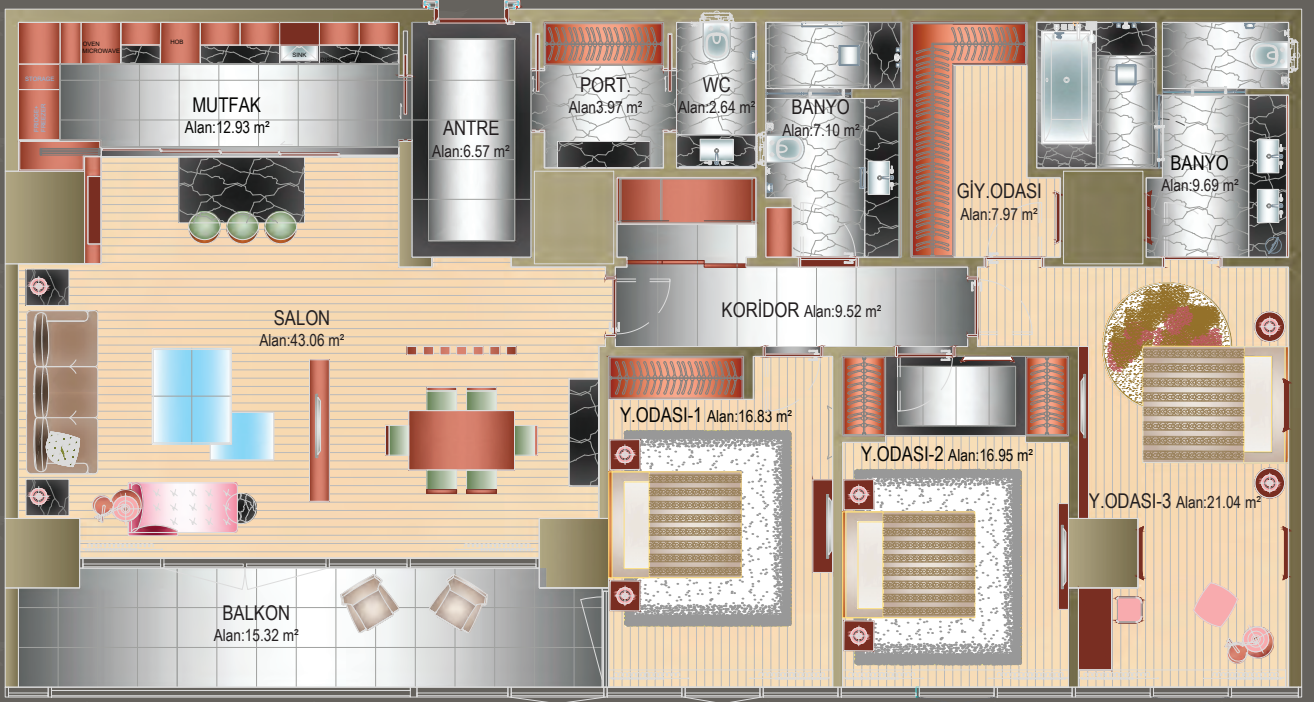 OVEN
MICROWAVE
HOB
SINK
STORAGE
MUTFAK
Alan:12.93 m²
ANTRE
Alan:6.57 m²
PORT.
Alan3.97 m²
WC
Alan:2.64 m²
BANYO
Alan:7.10 m²
GİY.ODASI
Alan:7.97 m²
BANYO
Alan:9.69 m²
SALON
Alan:43.06 m²
KORİDOR Alan:9.52 m²
Y.ODASI-1 Alan:16.83 m²
Y.ODASI-2 Alan:16.95 m²
Y.ODASI-3 Alan:21.04 m²
BALKON
Alan:15.32 m²